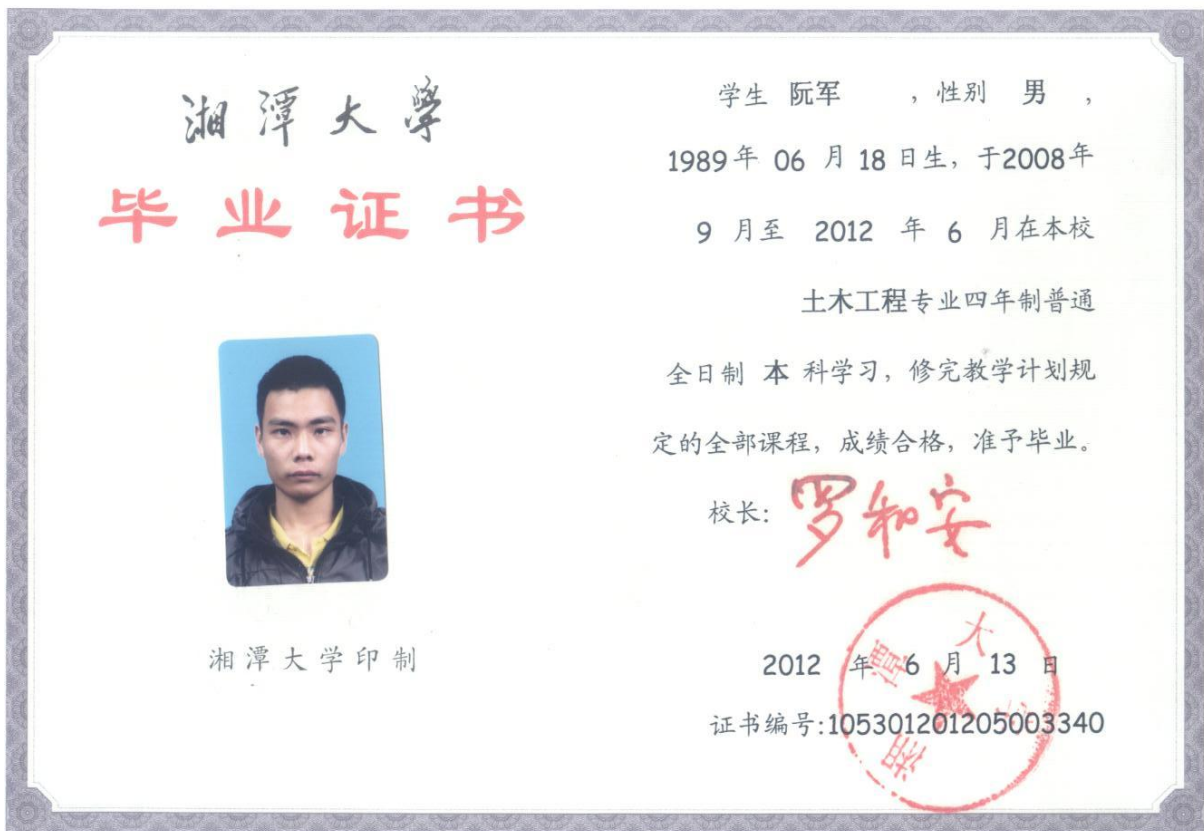 湘潭大學
毕业证书
湘潭大学印制
学生 阮军 ，性别 男 ，
1989年 06 月 18 日生，于2008年
9 月至 2012 年 6 月在本校
土木工程专业四年制普通
全日制 本 科学习，修完教学计划规
定的全部课程，成绩合格，准予毕业。
校长：罗和安
2012 年 6 月 13 日
证书编号:105301201205003340
湘潭大学